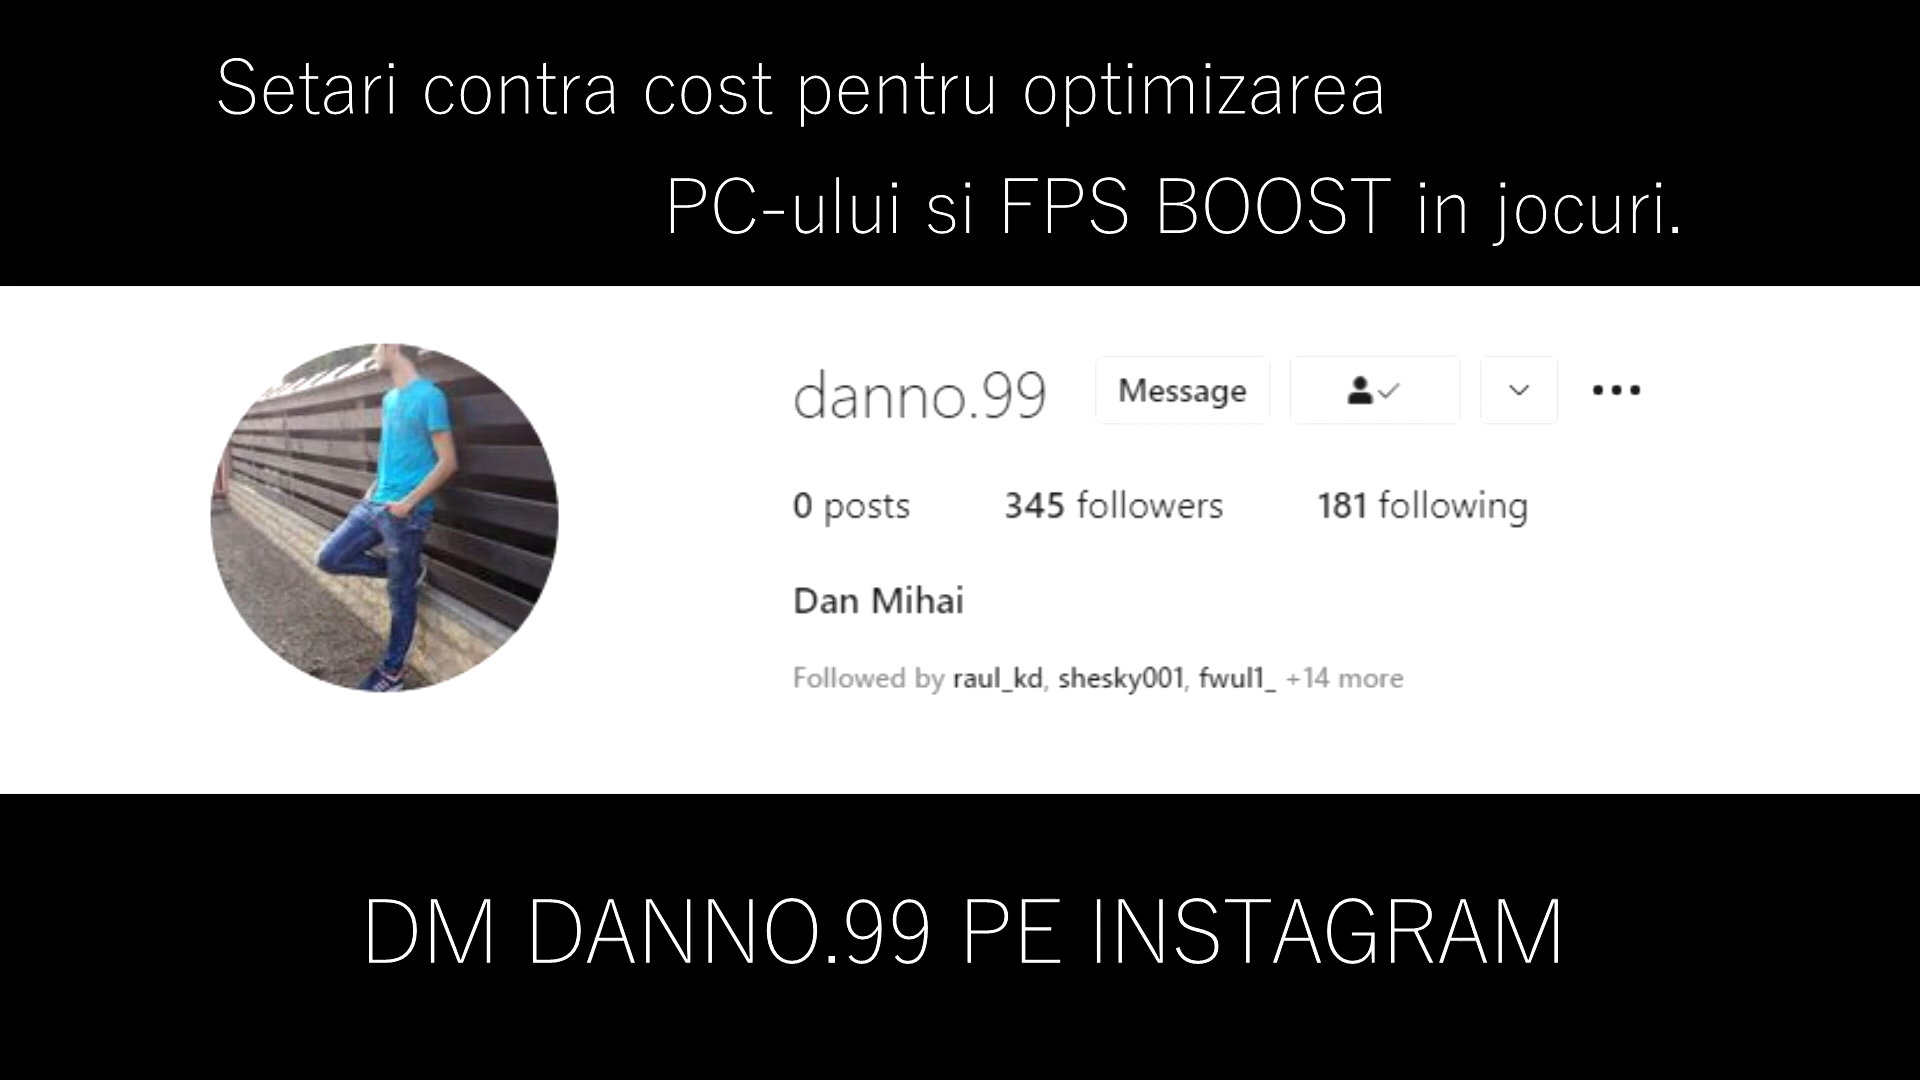 Setari contra cost pentru optimizarea
PC-ului si FPS BOOST in jocuri.
danno.99 Message
0 posts 345 followers 181 following
Dan Mihai
Followed by raul_kd, shesky001, fwul1_ +14 more
DM DANNO.99 PE INSTAGRAM